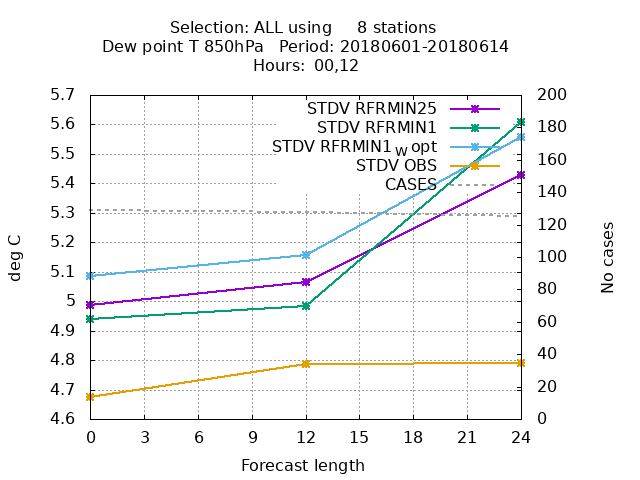 Selection: ALL using     8 stations
Dew point T 850hPa   Period: 20180601-20180614
Hours:  00,12
5.7
5.6
5.5
5.4
5.3
5.2
5.1
5
4.9
4.8
4.7
4.6
deg C
STDV RFRMIN25
STDV RFRMIN1
STDV RFRMIN1w opt
STDV OBS
CASES
200
180
160
140
120
100
80
60
40
20
0
No cases
0 3 6 9 12 15 18 21 24
Forecast length